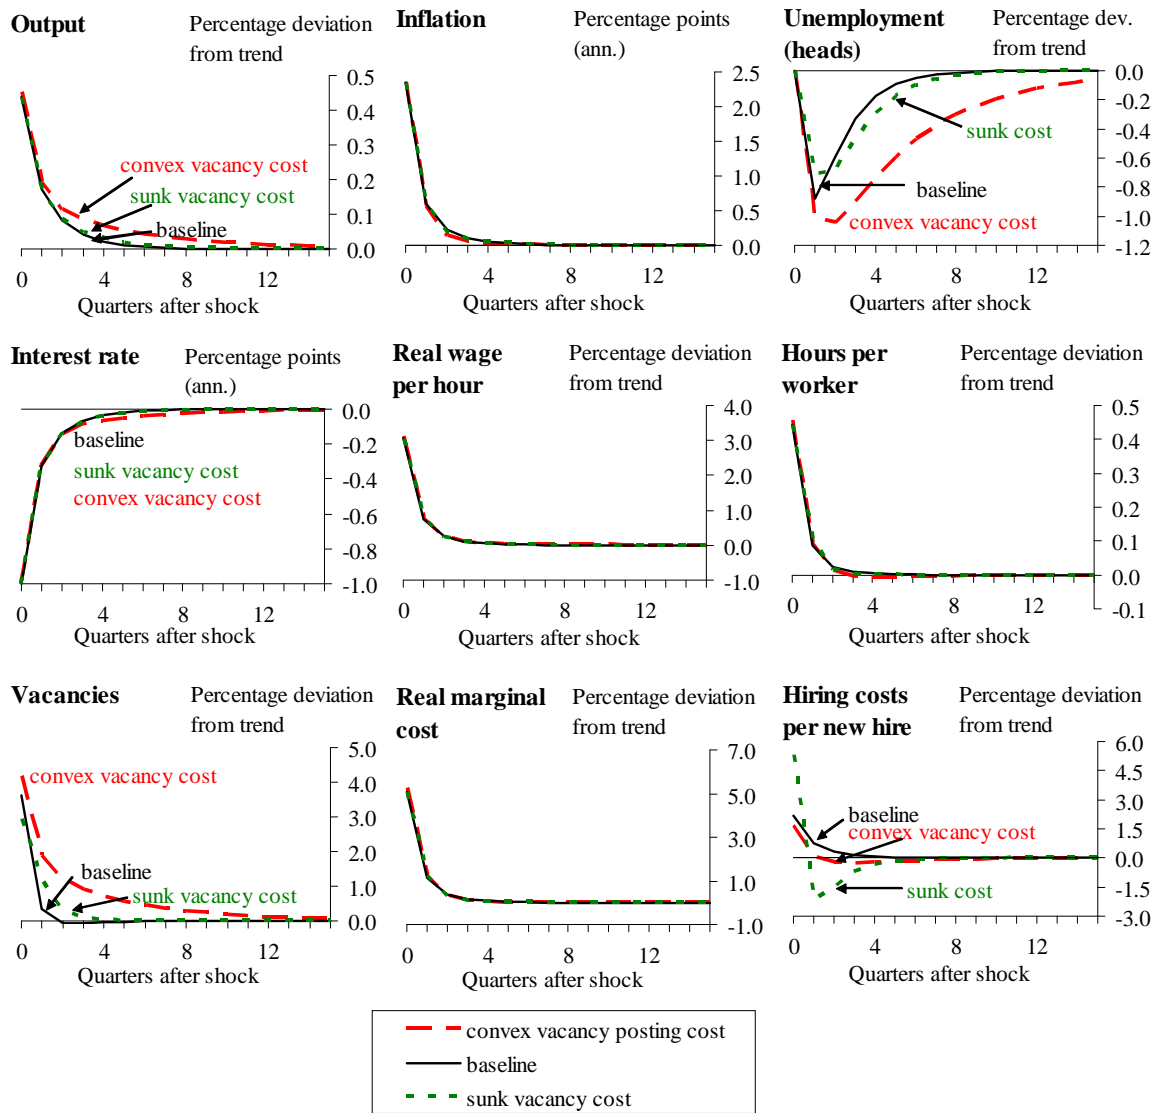 Output
Percentage deviation
from trend
0.5
0.4
0.3
0.2
0.1
0.0
convex vacancy cost
sunk vacancy cost
baseline
0 4 8 12
Quarters after shock
Inflation
Percentage points
(ann.)
2.5
2.0
1.5
1.0
0.5
0.0
0 4 8 12
Quarters after shock
Unemployment
(heads)
Percentage dev.
from trend
0.0
-0.2
-0.4
-0.6
-0.8
-1.0
-1.2
sunk cost
baseline
convex vacancy cost
0 4 8 12
Quarters after shock
Interest rate
Percentage points
(ann.)
0.0
-0.2
-0.4
-0.6
-0.8
-1.0
baseline
sunk vacancy cost
convex vacancy cost
0 4 8 12
Quarters after shock
Real wage
per hour
Percentage deviation
from trend
4.0
3.0
2.0
1.0
0.0
-1.0
0 4 8 12
Quarters after shock
Hours per
worker
Percentage deviation
from trend
0.5
0.4
0.3
0.2
0.1
0.0
-0.1
0 4 8 12
Quarters after shock
Vacancies
Percentage deviation
from trend
5.0
4.0
3.0
2.0
1.0
0.0
convex vacancy cost
baseline
sunk vacancy cost
0 4 8 12
Quarters after shock
Real marginal
cost
Percentage deviation
from trend
7.0
5.0
3.0
1.0
-1.0
0 4 8 12
Quarters after shock
Hiring costs
per new hire
Percentage deviation
from trend
6.0
4.5
3.0
1.5
0.0
-1.5
-3.0
baseline
convex vacancy cost
sunk cost
0 4 8 12
Quarters after shock
convex vacancy posting cost
baseline
sunk vacancy cost